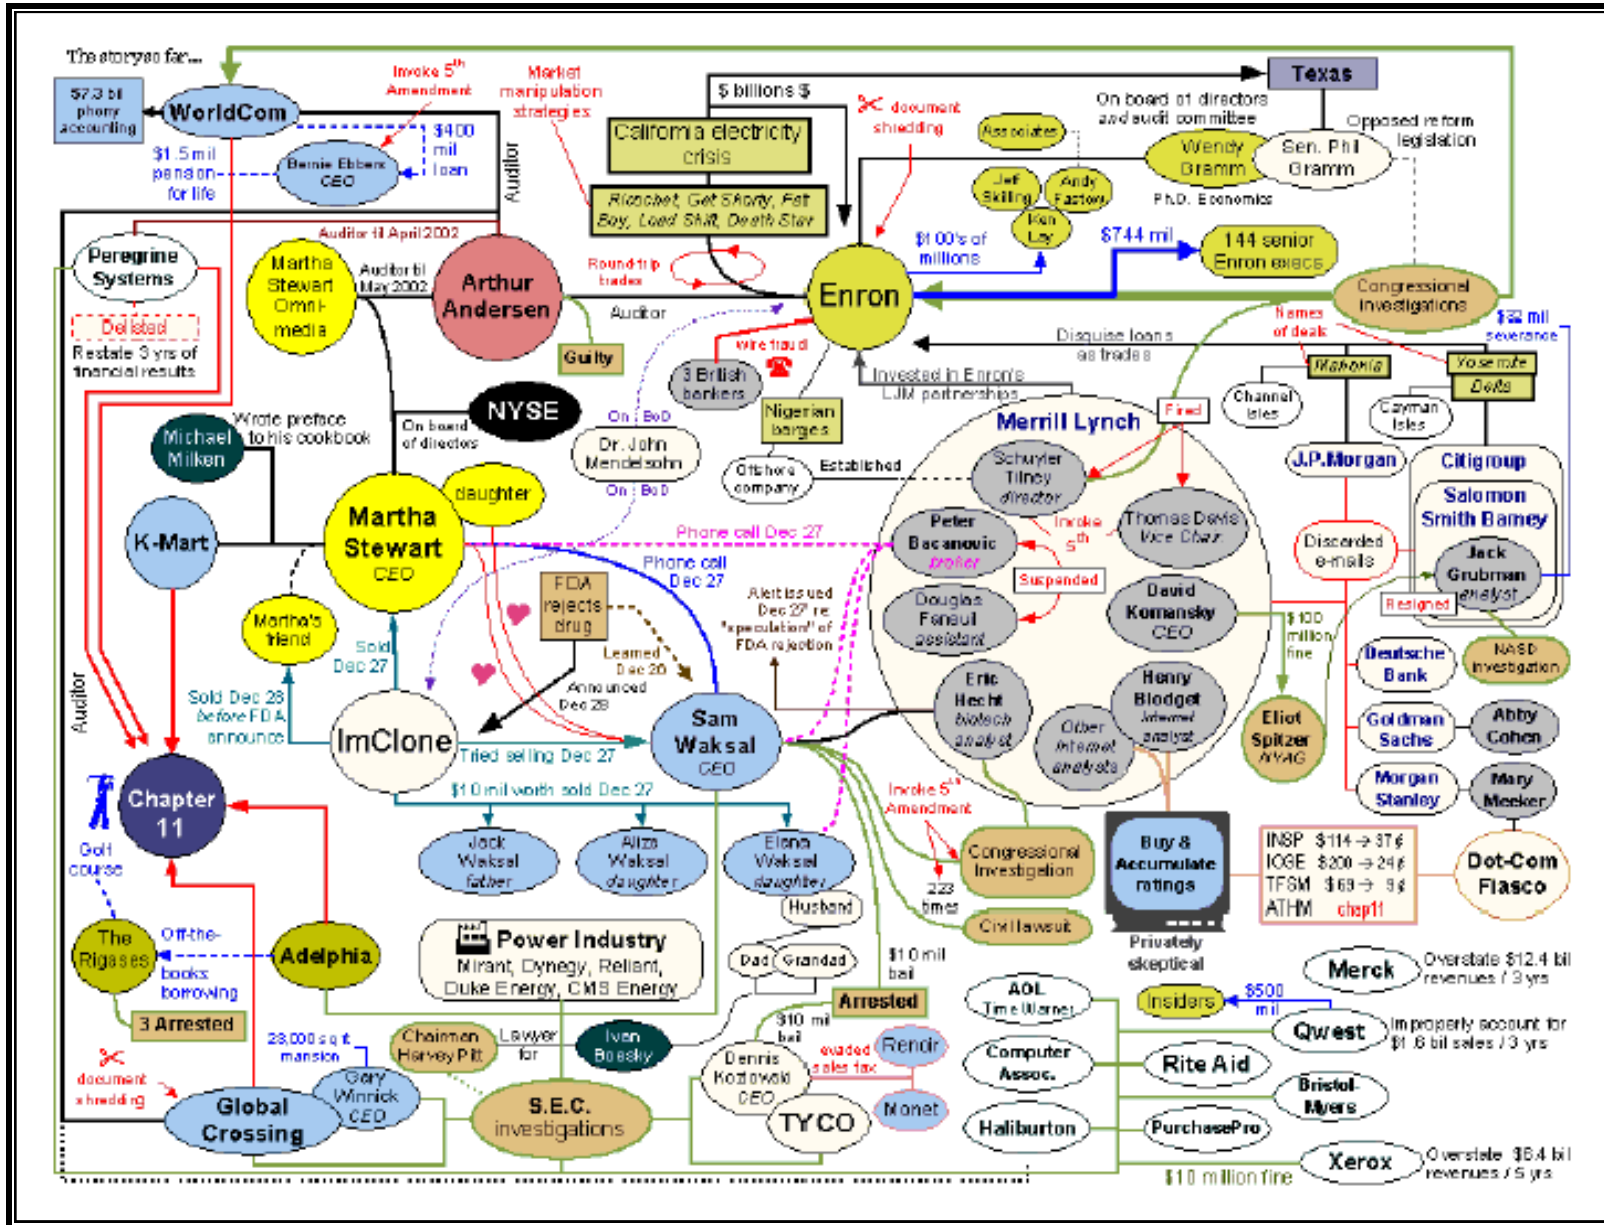 The story so far...
$7.3 bil
phony
accounting
WorldCom
Invoke 5th
Amendment
$1.5 mil
pension
for life
Bernie Ebbers
CEO
$400
mil
loan
Auditor
Market
manipulation
strategies
$ billions $
California electricity
crisis
Ricochet, Get Shorty, Fat
Boy, Load Shift, Death Star
document
shredding
Texas
On board of directors
and audit committee
Opposed reform
legislation
Associates
Wendy
Gramm
Sen. Phil
Gramm
Ph.D. Economics
Jeff
Skilling
Andy
Fastow
Ken
Lay
$100's of
millions
$744 mil
144 senior
Enron execs
Congressional
investigations
Peregrine
Systems
Auditor til April 2002
Delisted
Restate 3 yrs of
financial results
Martha
Stewart
Omni-
media
Auditor til
May 2002
Arthur
Andersen
Round-trip
trades
Auditor
Enron
Guilty
wire fraud
3 British
bankers
Nigerian
barges
Disguise loans
as trades
Invested in Enron's
LJM partnerships
Names
of deals
$32 mil
severance
Mahonia
Yosemite
Delta
Channel
Isles
Cayman
Isles
Michael
Milken
Wrote preface
to his cookbook
NYSE
On board
of directors
On BoD
Dr. John
Mendelsohn
On BoD
Offshore
company
Established
Merrill Lynch
Fired
Schuyler
Tilney
director
Thomas Davis
Vice Chair.
Invoke
5th
J.P.Morgan
Citigroup
Salomon
Smith Barney
Jack
Grubman
analyst
Resigned
Discarded
e-mails
K-Mart
Martha
Stewart
CEO
daughter
Phone call Dec 27
Phone call
Dec 27
Peter
Bacanovic
broker
Suspended
Douglas
Faneuil
assistant
David
Komansky
CEO
$100
million
fine
NASD
investigation
Martha's
friend
Sold
Dec 27
FDA
rejects
drug
Learned
Dec 26
Announced
Dec 28
Alert issued
Dec 27 re
"speculation" of
FDA rejection
Eric
Hecht
biotech
analyst
Henry
Blodget
internet
analyst
Other
internet
analysts
Eliot
Spitzer
NYAG
Deutsche
Bank
Goldman
Sachs
Abby
Cohen
Morgan
Stanley
Mary
Meeker
Auditor
Sold Dec 28
before FDA
announce
ImClone
Tried selling Dec 27
Sam
Waksal
CEO
$10 mil worth sold Dec 27
Chapter
11
Golf
course
Jack
Waksal
father
Aliza
Waksal
daughter
Elana
Waksal
daughter
Husband
Dad
Grandad
Invoke 5th
Amendment
223
times
Congressional
Investigation
Civil lawsuit
Buy &
Accumulate
ratings
Privately
skeptical
INSP $114 → 37¢
ICGE $200 → 24¢
TFSM $69 → 9¢
ATHM chap11
Dot-Com
Fiasco
The
Rigases
Off-the-
books
borrowing
Adelphia
3 Arrested
Power Industry
Mirant, Dynegy, Reliant,
Duke Energy, CMS Energy
$10 mil
bail
Arrested
$10 mil
bail
Chairman
Harvey Pitt
Lawyer
for
Ivan
Boesky
28,000 sq ft
mansion
document
shredding
Global
Crossing
Gary
Winnick
CEO
S.E.C.
investigations
Dennis
Kozlowski
CEO
TYCO
evaded
sales tax
Renoir
Monet
AOL
Time Warner
Computer
Assoc.
Haliburton
Insiders
$500
mil
Merck
Overstate $12.4 bil
revenues / 3 yrs
Qwest
Improperly account for
$1.6 bil sales / 3 yrs
Rite Aid
Bristol-
Myers
PurchasePro
Xerox
Overstate $6.4 bil
revenues / 5 yrs
$10 million fine